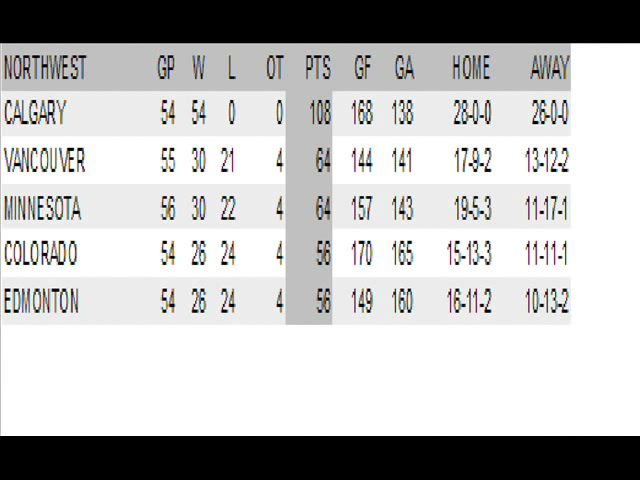 NORTHWEST GP W L OT PTS GF GA HOME AWAY
CALGARY 54 54 0 0 108 168 138 28-0-0 26-0-0
VANCOUVER 55 30 21 4 64 144 141 17-9-2 13-12-2
MINNESOTA 56 30 22 4 64 157 143 19-5-3 11-17-1
COLORADO 54 26 24 4 56 170 165 15-13-3 11-11-1
EDMONTON 54 26 24 4 56 149 160 16-11-2 10-13-2